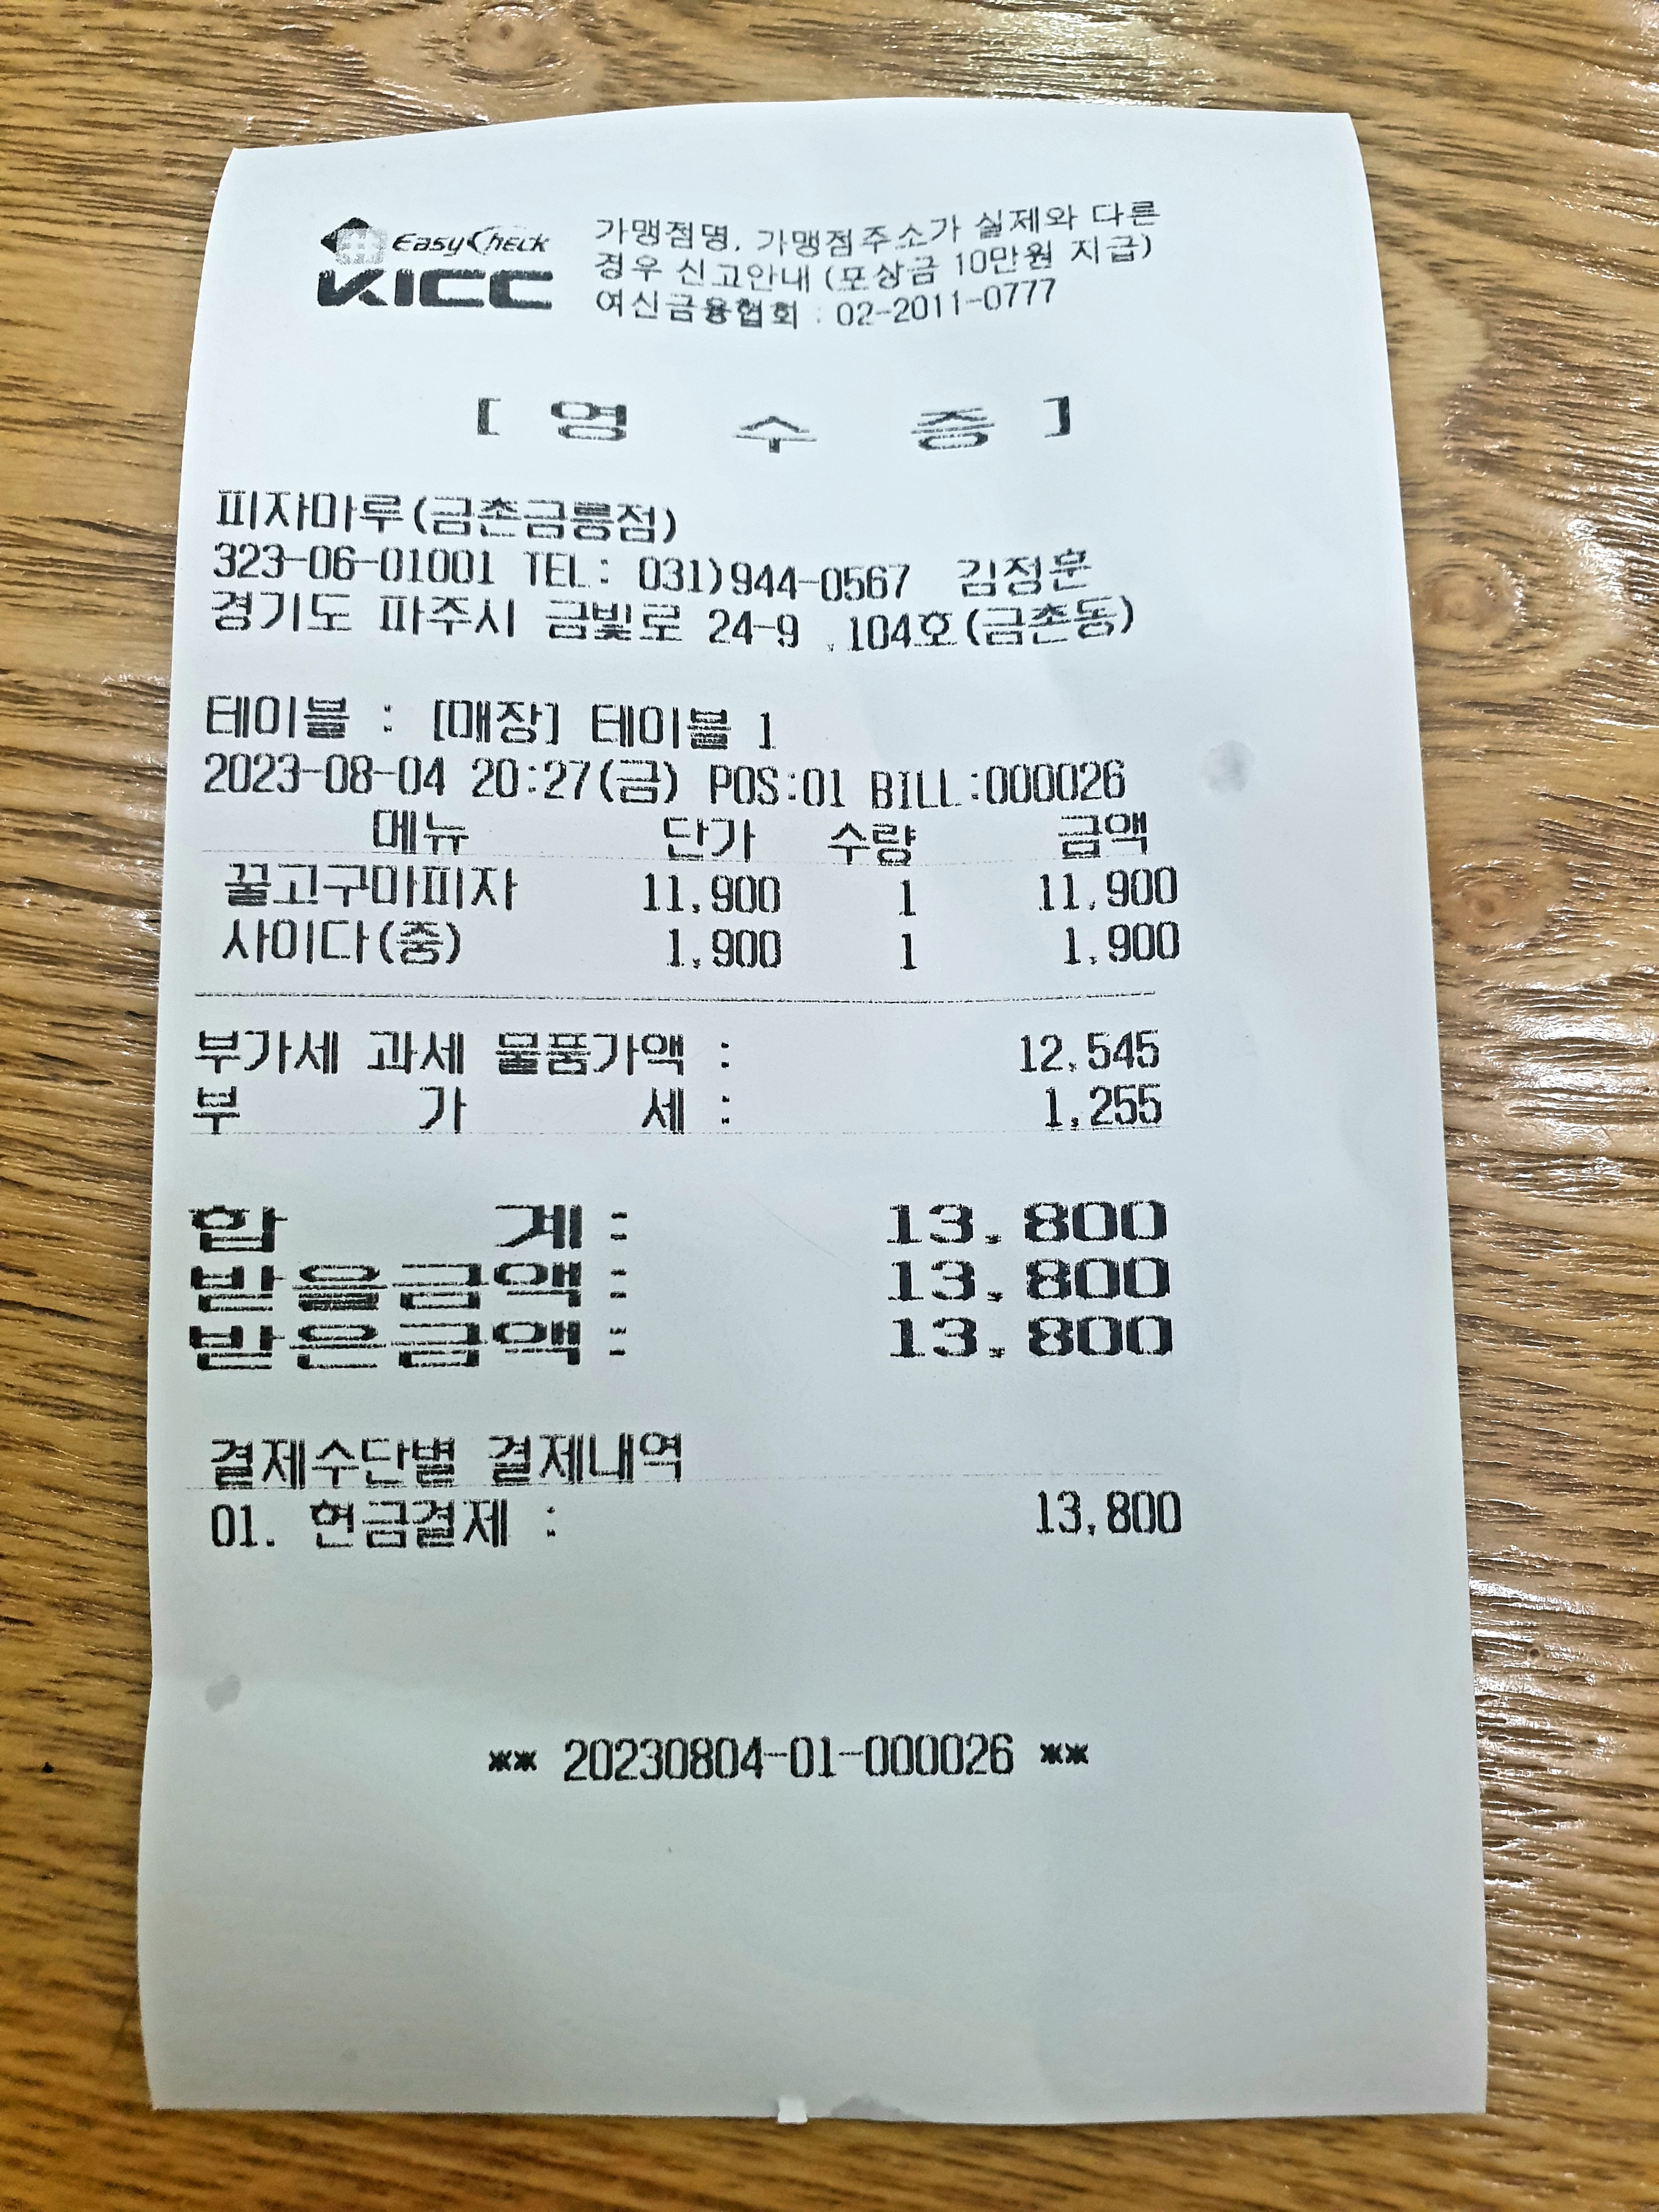 EasyCheck
KICC
가맹점명, 가맹점주소가 실제와 다른
경우 신고안내 (포상금 10만원 지급)
여신금융협회 : 02-2011-0777
[ 영 수 증 ]
피자마루(금촌금릉점)
323-06-01001 TEL: 031)944-0567 김정훈
경기도 파주시 금빛로 24-9 ,104호(금촌동)
테이블 : [매장] 테이블 1
2023-08-04 20:27(금) POS:01 BILL:000026
메뉴 단가 수량 금액
꿀고구마피자 11,900 1 11,900
사이다(중) 1,900 1 1,900
부가세 과세 물품가액 : 12,545
부 가 세 : 1,255
합 계 : 13,800
받을금액 : 13,800
받은금액 : 13,800
결제수단별 결제내역
01. 현금결제 : 13,800
** 20230804-01-000026 **